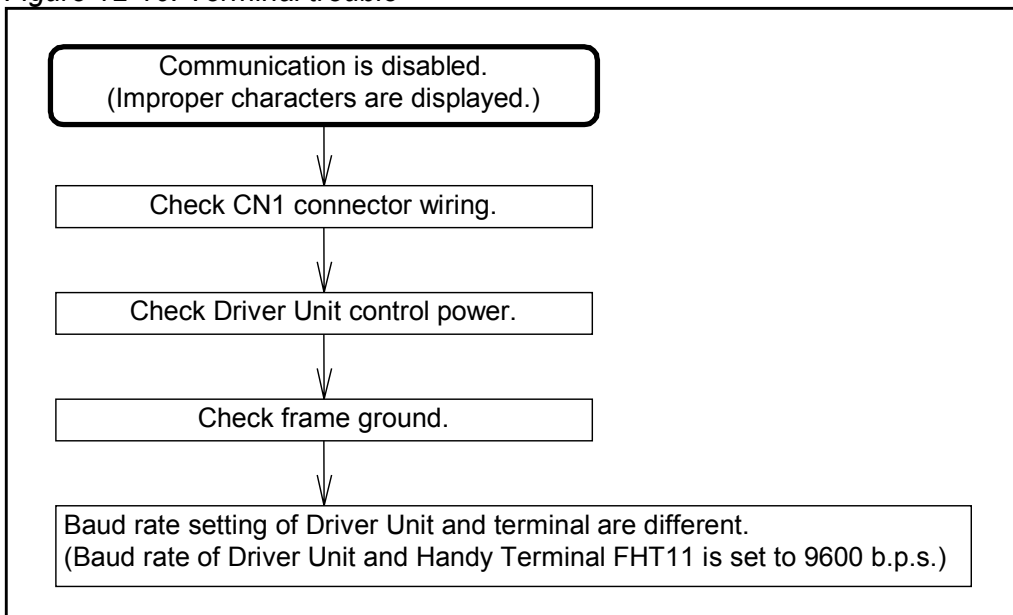 Figure 12-16: Terminal trouble
Communication is disabled.
(Improper characters are displayed.)
Check CN1 connector wiring.
Check Driver Unit control power.
Check frame ground.
Baud rate setting of Driver Unit and terminal are different.
(Baud rate of Driver Unit and Handy Terminal FHT11 is set to 9600 b.p.s.)